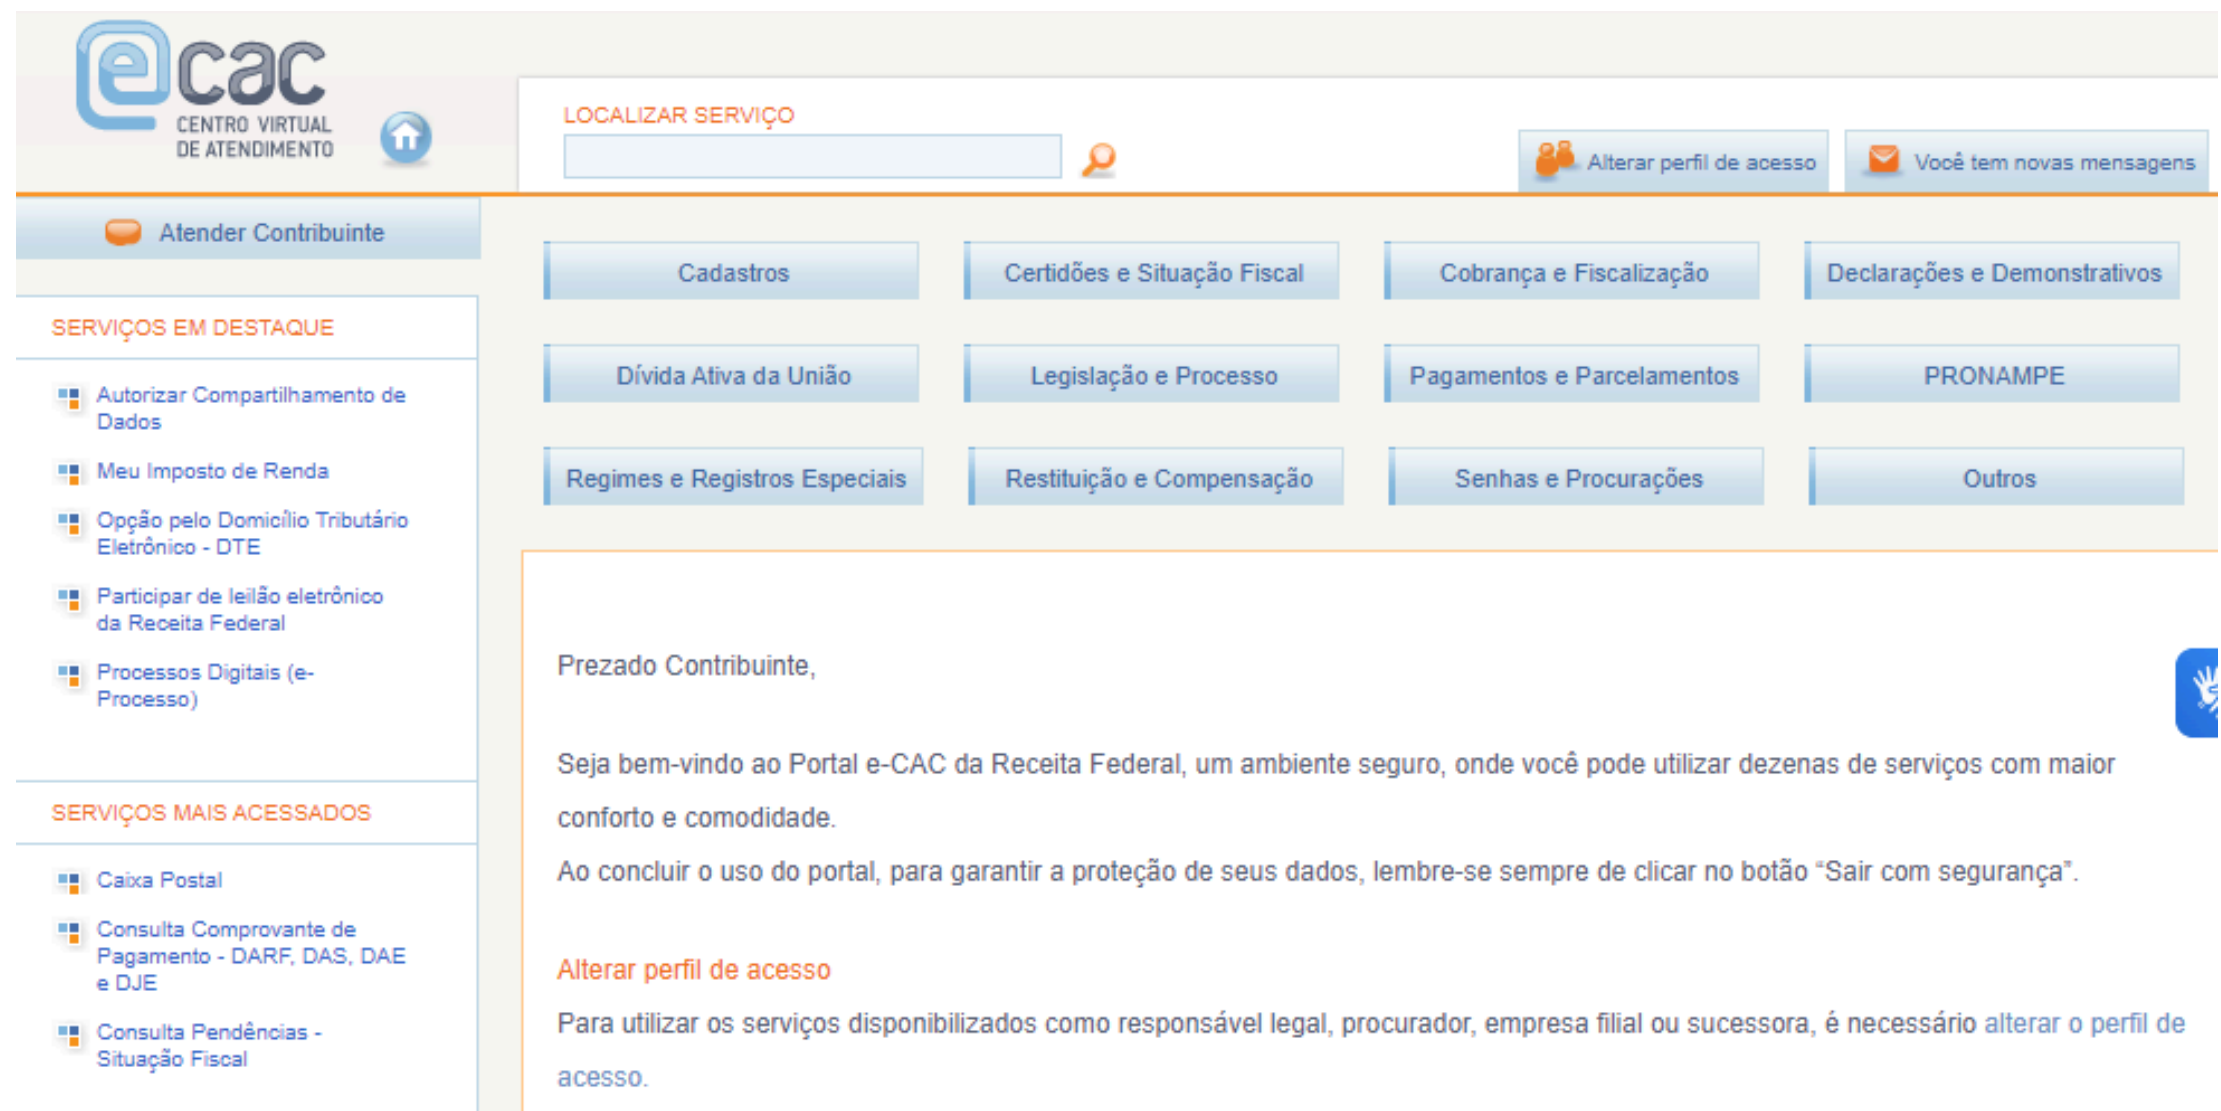 ecac
CENTRO VIRTUAL
DE ATENDIMENTO
LOCALIZAR SERVIÇO
Alterar perfil de acesso
Você tem novas mensagens
Atender Contribuinte
Cadastros
Certidões e Situação Fiscal
Cobrança e Fiscalização
Declarações e Demonstrativos
Dívida Ativa da União
Legislação e Processo
Pagamentos e Parcelamentos
PRONAMPE
Regimes e Registros Especiais
Restituição e Compensação
Senhas e Procurações
Outros
SERVIÇOS EM DESTAQUE
Autorizar Compartilhamento de
Dados
Meu Imposto de Renda
Opção pelo Domicílio Tributário
Eletrônico - DTE
Participar de leilão eletrônico
da Receita Federal
Processos Digitais (e-
Processo)
SERVIÇOS MAIS ACESSADOS
Caixa Postal
Consulta Comprovante de
Pagamento - DARF, DAS, DAE
e DJE
Consulta Pendências -
Situação Fiscal
Prezado Contribuinte,
Seja bem-vindo ao Portal e-CAC da Receita Federal, um ambiente seguro, onde você pode utilizar dezenas de serviços com maior
conforto e comodidade.
Ao concluir o uso do portal, para garantir a proteção de seus dados, lembre-se sempre de clicar no botão “Sair com segurança”.
Alterar perfil de acesso
Para utilizar os serviços disponibilizados como responsável legal, procurador, empresa filial ou sucessora, é necessário alterar o perfil de
acesso.